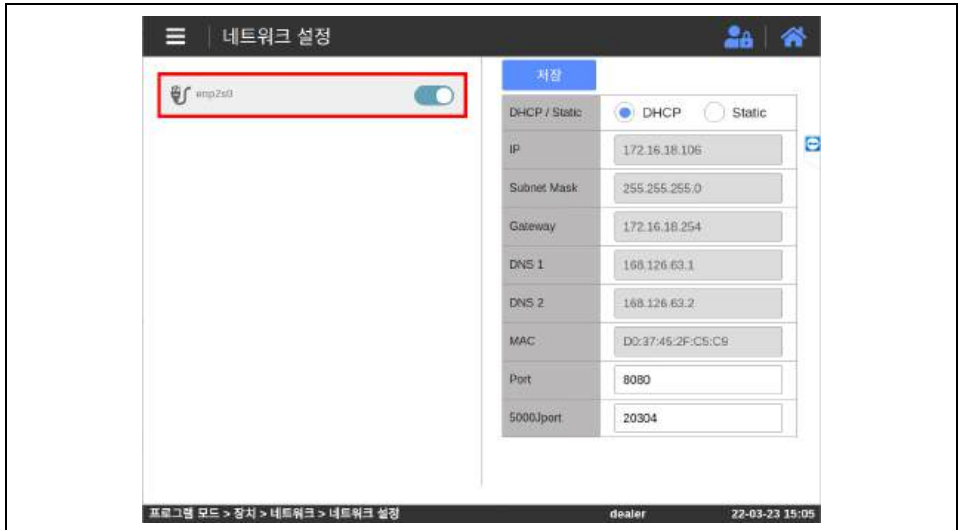 네트워크 설정
enp2s0
저장
DHCP / Static
DHCP
Static
IP
172.16.18.106
Subnet Mask
255.255.255.0
Gateway
172.16.18.254
DNS 1
168.126.63.1
DNS 2
168.126.63.2
MAC
D0:37:45:2F:C5:C9
Port
8080
5000Jport
20304
프로그램 모드 > 장치 > 네트워크 > 네트워크 설정
dealer
22-03-23 15:05